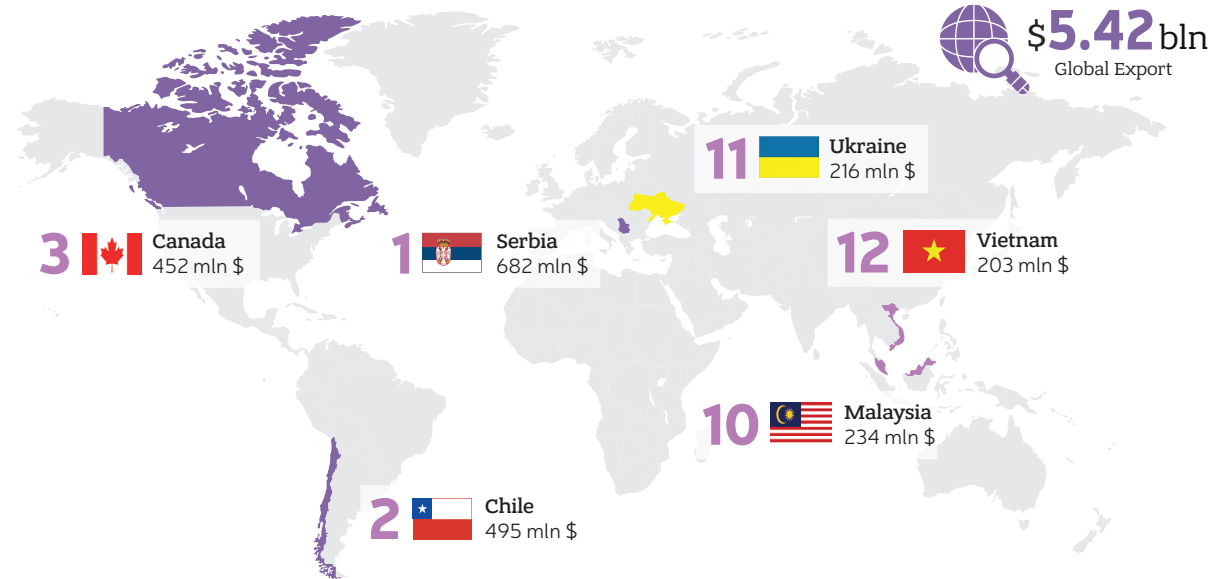 $5.42 bln
Global Export
11 Ukraine
216 mln $
3 Canada
452 mln $
1 Serbia
682 mln $
12 Vietnam
203 mln $
10 Malaysia
234 mln $
2 Chile
495 mln $